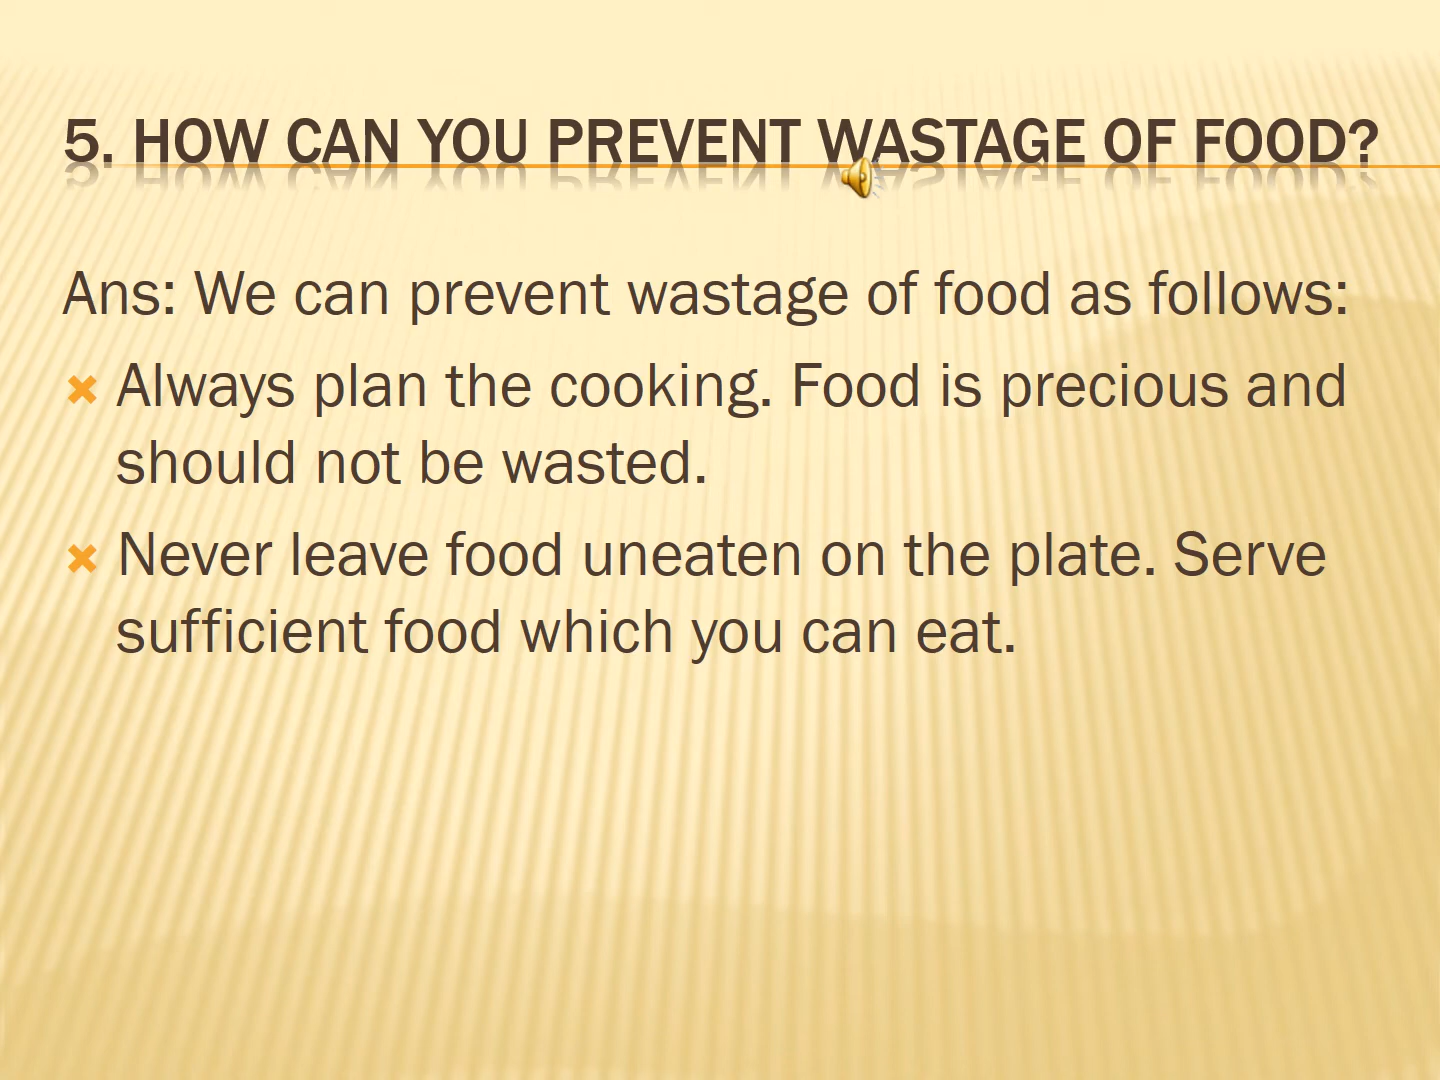 5. HOW CAN YOU PREVENT WASTAGE OF FOOD?
Ans: We can prevent wastage of food as follows:
Always plan the cooking. Food is precious and
should not be wasted.
Never leave food uneaten on the plate. Serve
sufficient food which you can eat.